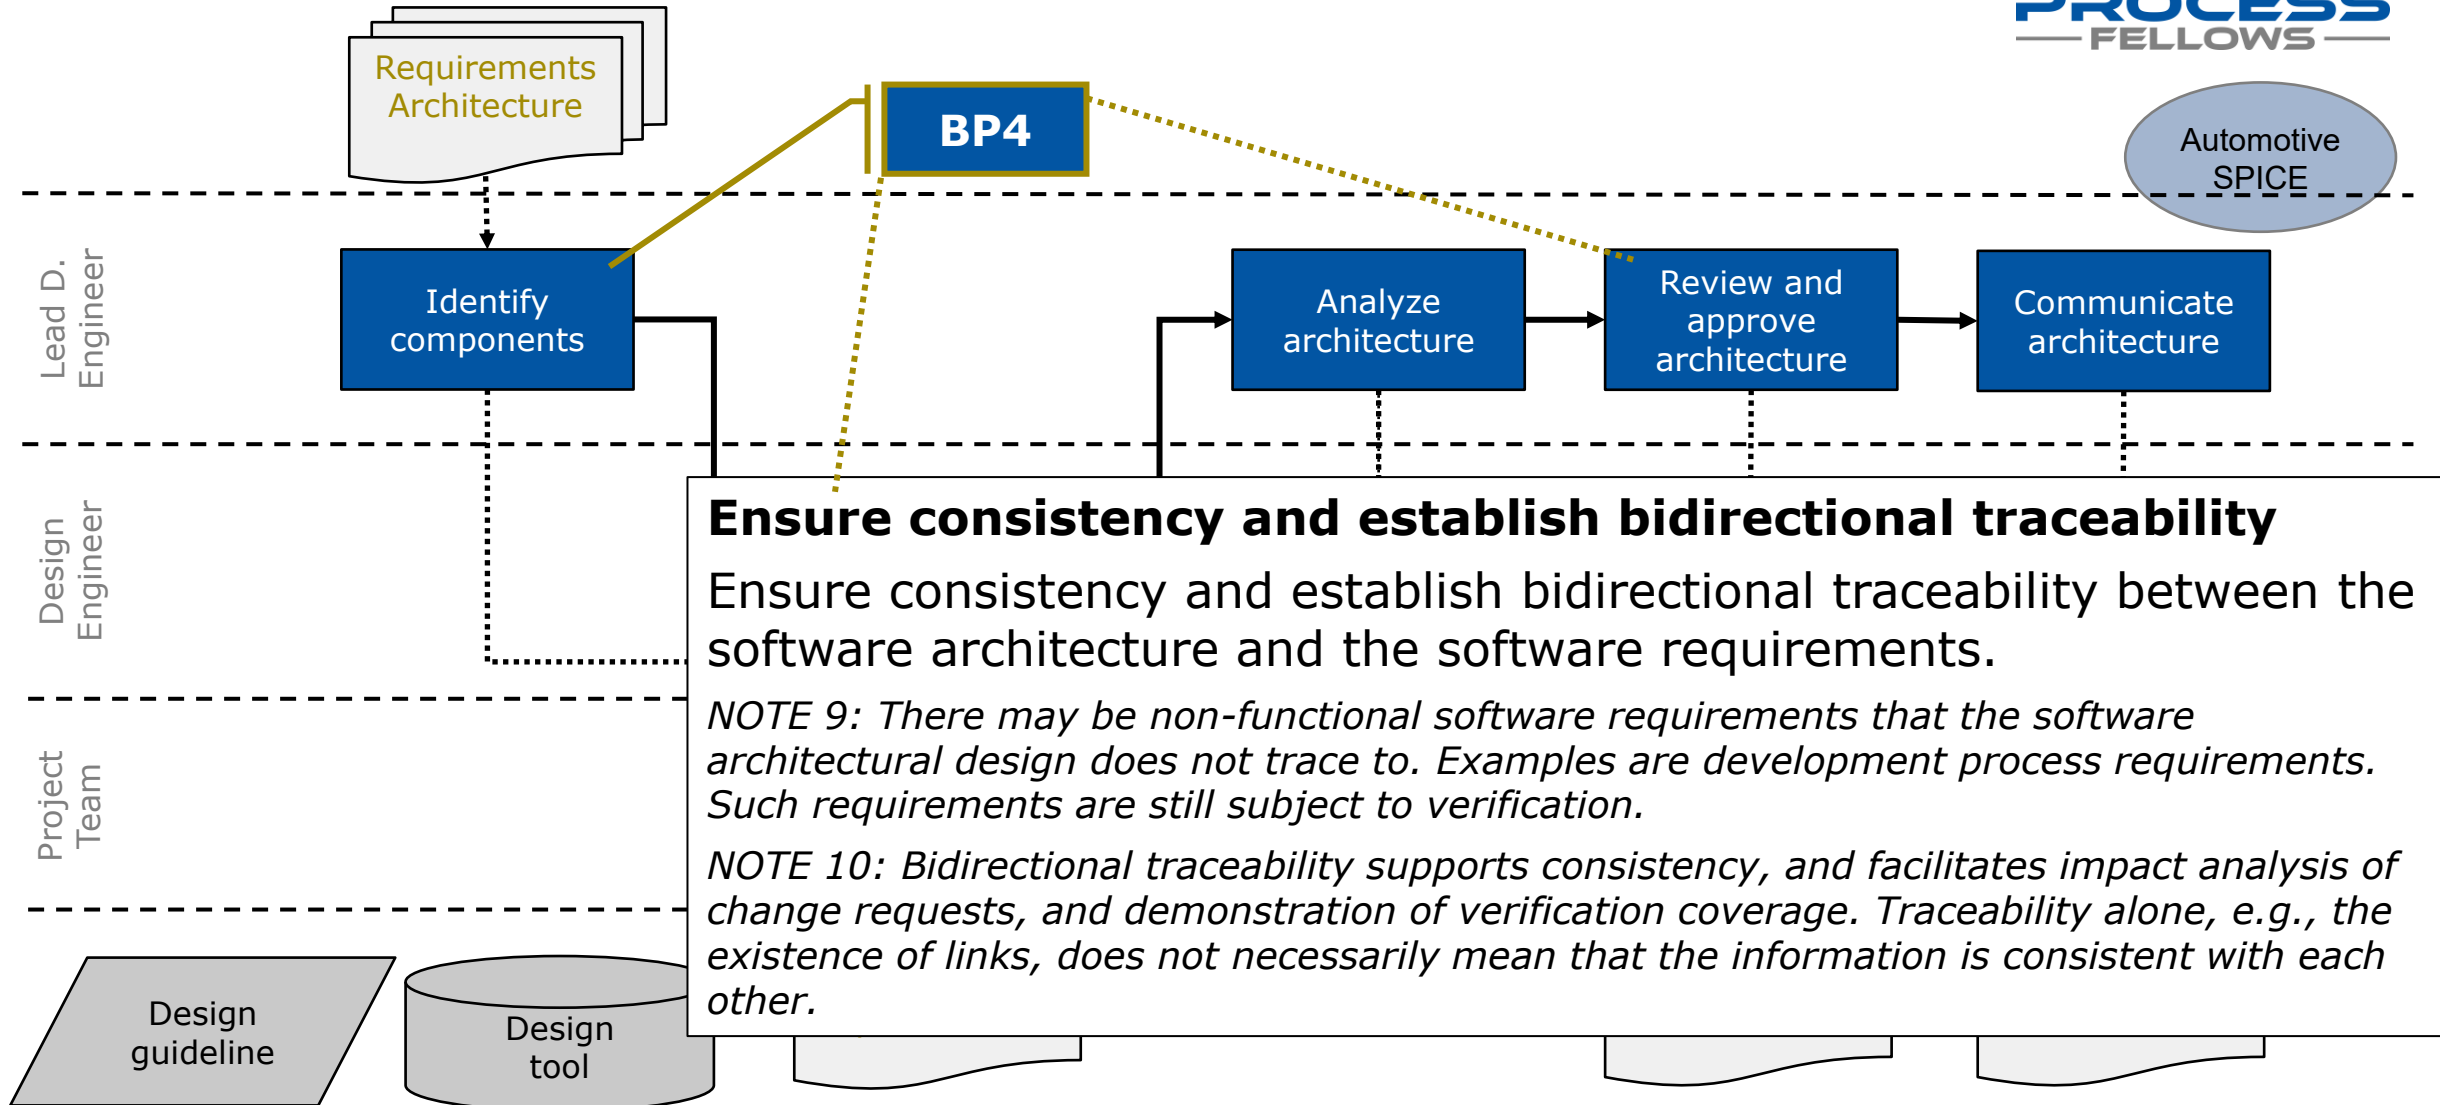 PROCESS
FELLOWS
Requirements
Architecture
BP4
Automotive
SPICE
Lead D.
Engineer
Identify
components
Analyze
architecture
Review and
approve
architecture
Communicate
architecture
Design
Engineer
Ensure consistency and establish bidirectional traceability
Ensure consistency and establish bidirectional traceability between the
software architecture and the software requirements.
NOTE 9: There may be non-functional software requirements that the software
architectural design does not trace to. Examples are development process requirements.
Such requirements are still subject to verification.
NOTE 10: Bidirectional traceability supports consistency, and facilitates impact analysis of
change requests, and demonstration of verification coverage. Traceability alone, e.g., the
existence of links, does not necessarily mean that the information is consistent with each
other.
Project
Team
Design
guideline
Design
tool